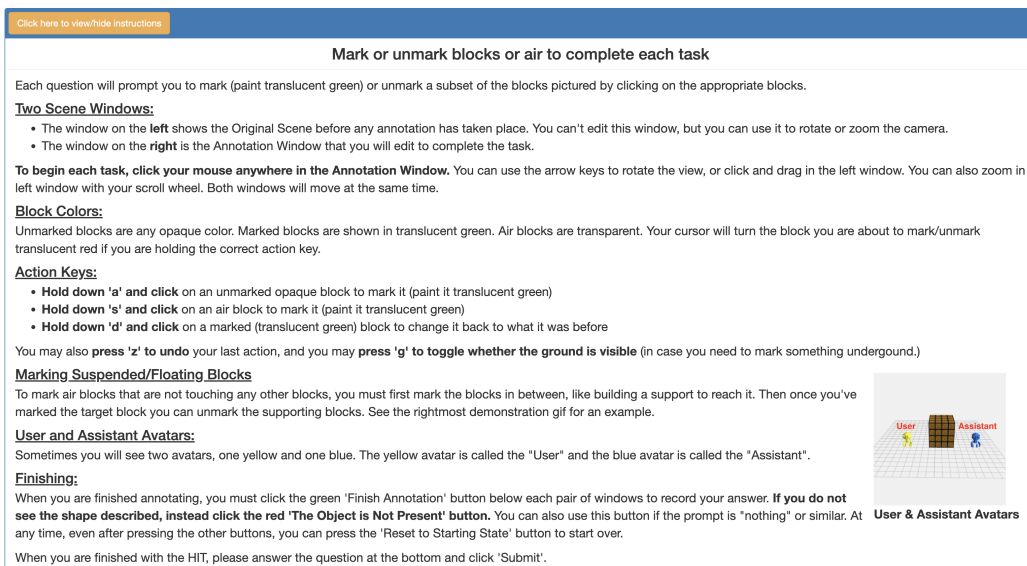 Click here to view/hide instructions
Mark or unmark blocks or air to complete each task
Each question will prompt you to mark (paint translucent green) or unmark a subset of the blocks pictured by clicking on the appropriate blocks.
Two Scene Windows:
• The window on the left shows the Original Scene before any annotation has taken place. You can't edit this window, but you can use it to rotate or zoom the camera.
• The window on the right is the Annotation Window that you will edit to complete the task.
To begin each task, click your mouse anywhere in the Annotation Window. You can use the arrow keys to rotate the view, or click and drag in the left window. You can also zoom in
left window with your scroll wheel. Both windows will move at the same time.
Block Colors:
Unmarked blocks are any opaque color. Marked blocks are shown in translucent green. Air blocks are transparent. Your cursor will turn the block you are about to mark/unmark
translucent red if you are holding the correct action key.
Action Keys:
• Hold down 'a' and click on an unmarked opaque block to mark it (paint it translucent green)
• Hold down 's' and click on an air block to mark it (paint it translucent green)
• Hold down 'd' and click on a marked (translucent green) block to change it back to what it was before
You may also press 'z' to undo your last action, and you may press 'g' to toggle whether the ground is visible (in case you need to mark something undergound.)
Marking Suspended/Floating Blocks
To mark air blocks that are not touching any other blocks, you must first mark the blocks in between, like building a support to reach it. Then once you've
marked the target block you can unmark the supporting blocks. See the rightmost demonstration gif for an example.
User and Assistant Avatars:
Sometimes you will see two avatars, one yellow and one blue. The yellow avatar is called the "User" and the blue avatar is called the "Assistant".
Finishing:
When you are finished annotating, you must click the green 'Finish Annotation' button below each pair of windows to record your answer. If you do not
see the shape described, instead click the red 'The Object is Not Present' button. You can also use this button if the prompt is "nothing" or similar. At
any time, even after pressing the other buttons, you can press the 'Reset to Starting State' button to start over.
When you are finished with the HIT, please answer the question at the bottom and click 'Submit'.
User
Assistant
User & Assistant Avatars